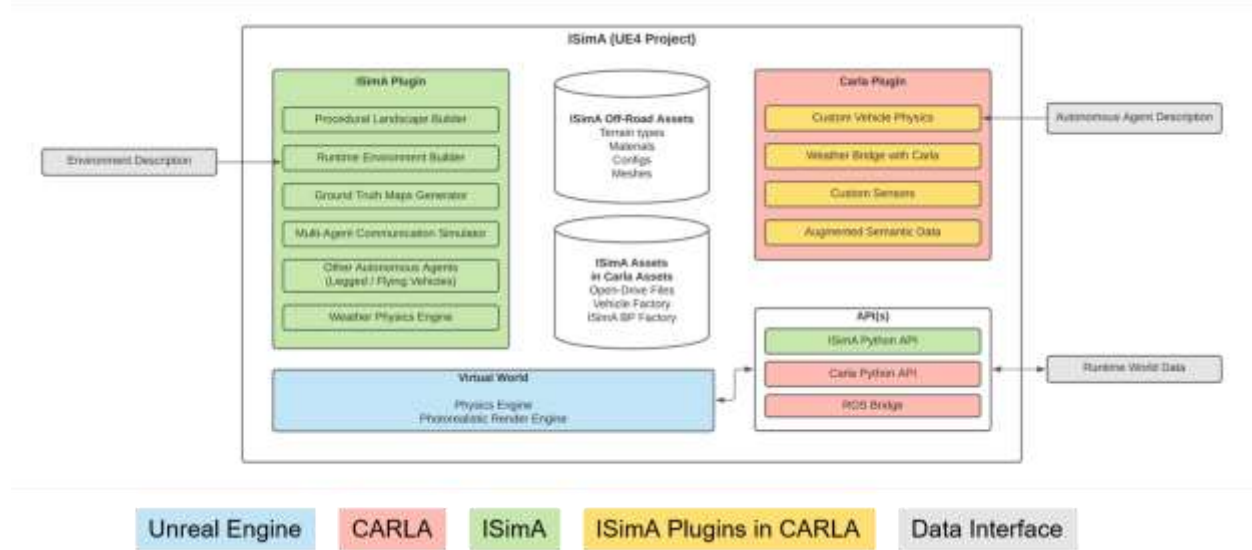 ISimA (UE4 Project)
ISimA Plugin
Procedural Landscape Builder
Runtime Environment Builder
Ground Truth Maps Generator
Multi-Agent Communication Simulator
Other Autonomous Agents
(Legged / Flying Vehicles)
Weather Physics Engine
Environment Description
ISimA Off-Road Assets
Terrain types
Materials
Configs
Meshes
ISimA Assets
in Carla Assets
Open-Drive Files
Vehicle Factory
ISimA BP Factory
Carla Plugin
Custom Vehicle Physics
Weather Bridge with Carla
Custom Sensors
Augmented Semantic Data
Autonomous Agent Description
Virtual World
Physics Engine
Photorealistic Render Engine
API(s)
ISimA Python API
Carla Python API
ROS Bridge
Runtime World Data
Unreal Engine
CARLA
ISimA
ISimA Plugins in CARLA
Data Interface